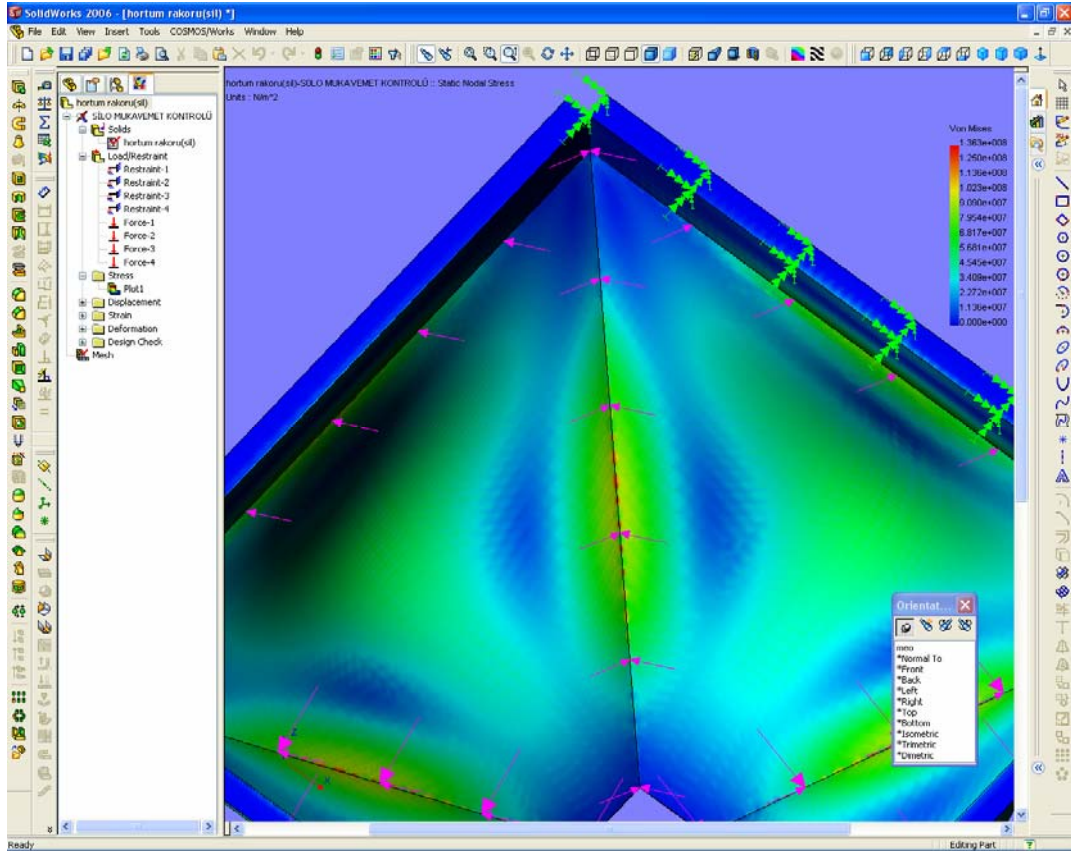 SolidWorks 2006 - [hortum rakoru(sil) *]
File Edit View Insert Tools COSMOS/Works Window Help
hortum rakoru(sil)
SİLO MUKAVEMET KONTROLÜ
Solids
hortum rakoru(sil)
Load/Restraint
Restraint-1
Restraint-2
Restraint-3
Restraint-4
Force-1
Force-2
Force-3
Force-4
Stress
Plot1
Displacement
Strain
Deformation
Design Check
Mesh
hortum rakoru(sil)-SİLO MUKAVEMET KONTROLÜ :: Static Nodal Stress
Units : N/m^2
Von Mises
1.363e+008
1.250e+008
1.136e+008
1.023e+008
9.090e+007
7.954e+007
6.817e+007
5.681e+007
4.545e+007
3.409e+007
2.272e+007
1.136e+007
0.000e+000
Z
X
Orientat...
meo
*Normal To
*Front
*Back
*Left
*Right
*Top
*Bottom
*Isometric
*Trimetric
*Dimetric
Ready
Editing Part